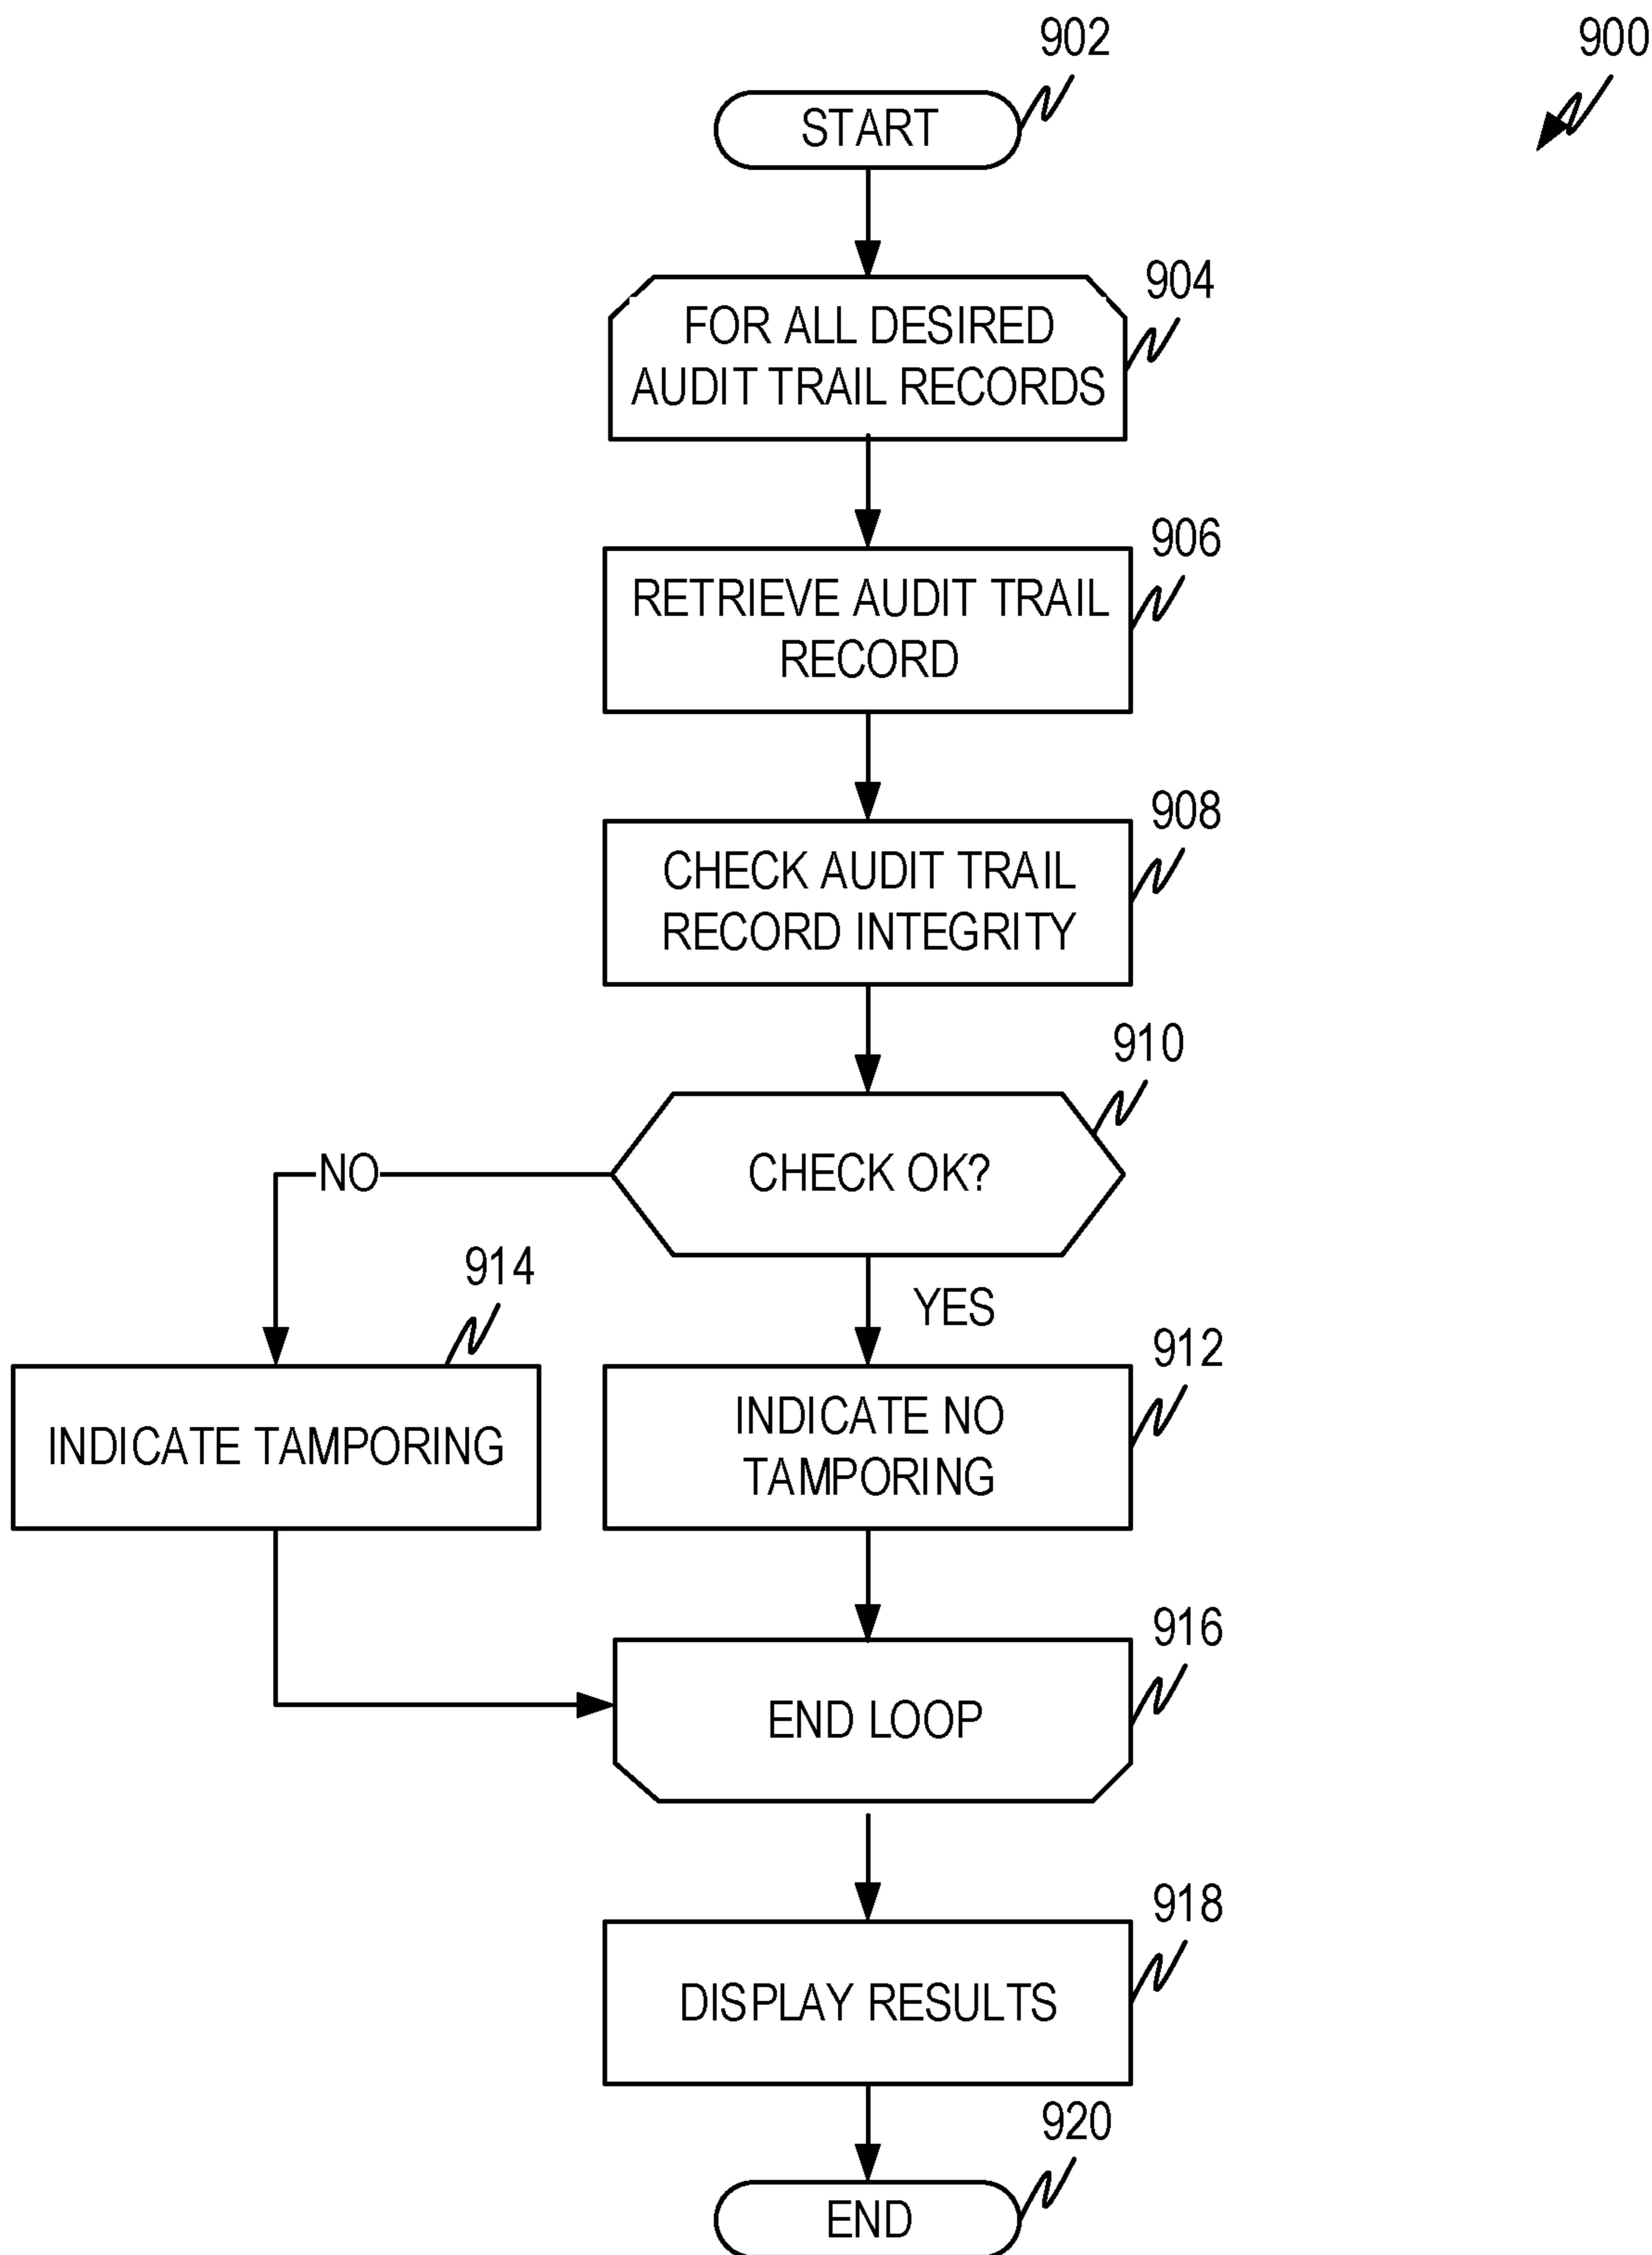 902
900
START
904
FOR ALL DESIRED
AUDIT TRAIL RECORDS
906
RETRIEVE AUDIT TRAIL
RECORD
908
CHECK AUDIT TRAIL
RECORD INTEGRITY
910
CHECK OK?
NO
YES
914
INDICATE TAMPORING
912
INDICATE NO
TAMPORING
916
END LOOP
918
DISPLAY RESULTS
920
END